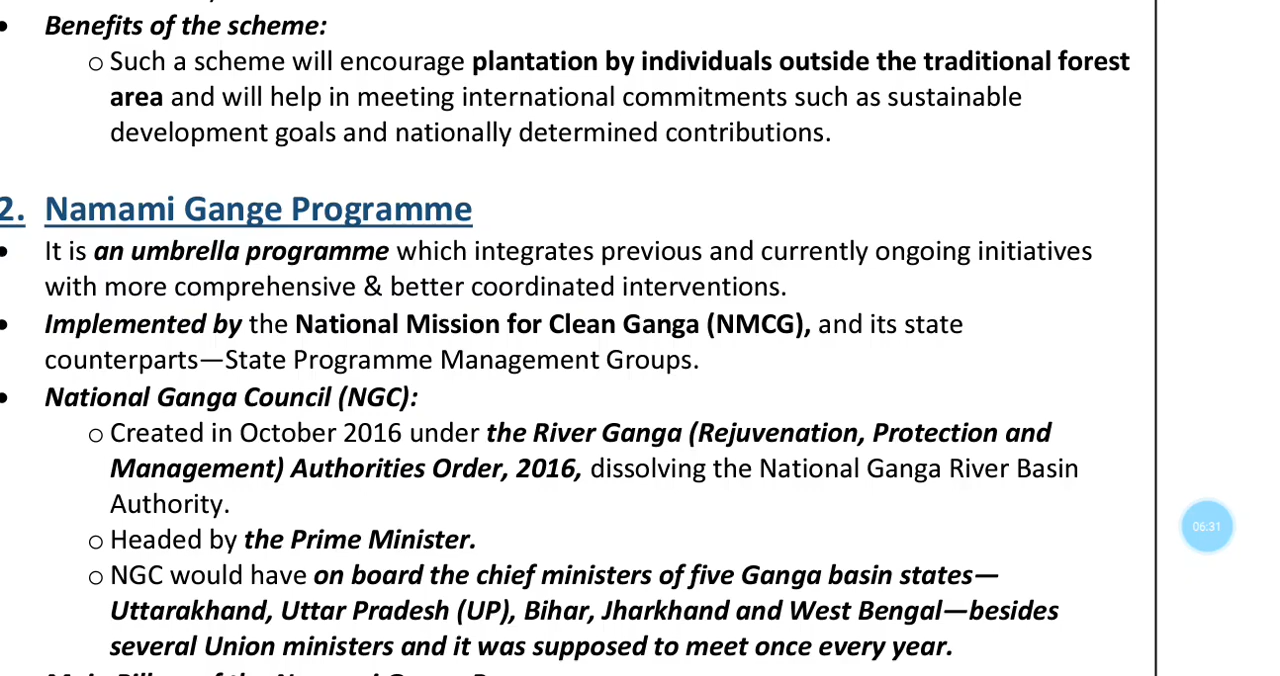 • Benefits of the scheme:
o Such a scheme will encourage plantation by individuals outside the traditional forest
area and will help in meeting international commitments such as sustainable
development goals and nationally determined contributions.
2. Namami Gange Programme
• It is an umbrella programme which integrates previous and currently ongoing initiatives
with more comprehensive & better coordinated interventions.
• Implemented by the National Mission for Clean Ganga (NMCG), and its state
counterparts—State Programme Management Groups.
• National Ganga Council (NGC):
o Created in October 2016 under the River Ganga (Rejuvenation, Protection and
Management) Authorities Order, 2016, dissolving the National Ganga River Basin
Authority.
06:31
o Headed by the Prime Minister.
o NGC would have on board the chief ministers of five Ganga basin states—
Uttarakhand, Uttar Pradesh (UP), Bihar, Jharkhand and West Bengal—besides
several Union ministers and it was supposed to meet once every year.